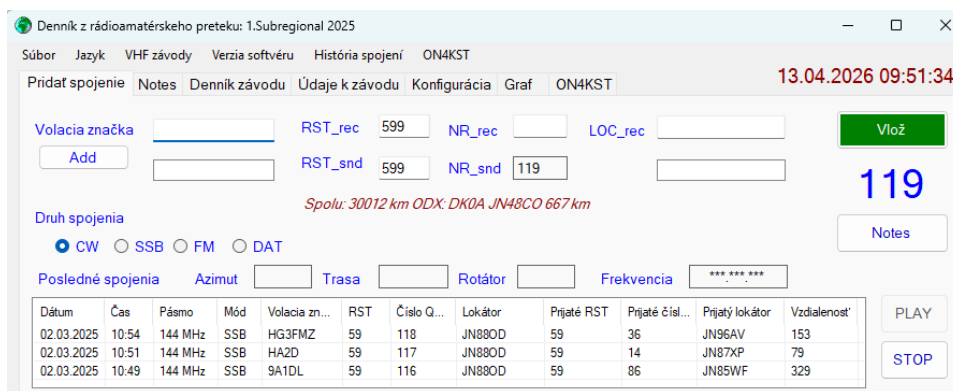 Denník z rádioamatérskeho preteku: 1.Subregional 2025
Súbor Jazyk VHF závody Verzia softvéru História spojení ON4KST
Pridať spojenie Notes Denník závodu Údaje k závodu Konfigurácia Graf ON4KST 13.04.2026 09:51:34
Volacia značka RST_rec 599 NR_rec LOC_rec Vlož
Add RST_snd 599 NR_snd 119 119
Spolu: 30012 km ODX: DK0A JN48CO 667 km
Druh spojenia Notes
CW SSB FM DAT
Posledné spojenia Azimut Trasa Rotátor Frekvencia ***.***.***
Dátum Čas Pásmo Mód Volacia zn... RST Číslo Q... Lokátor Prijaté RST Prijaté čísl... Prijatý lokátor Vzdialenosť PLAY
02.03.2025 10:54 144 MHz SSB HG3FMZ 59 118 JN88OD 59 36 JN96AV 153
02.03.2025 10:51 144 MHz SSB HA2D 59 117 JN88OD 59 14 JN87XP 79 STOP
02.03.2025 10:49 144 MHz SSB 9A1DL 59 116 JN88OD 59 86 JN85WF 329